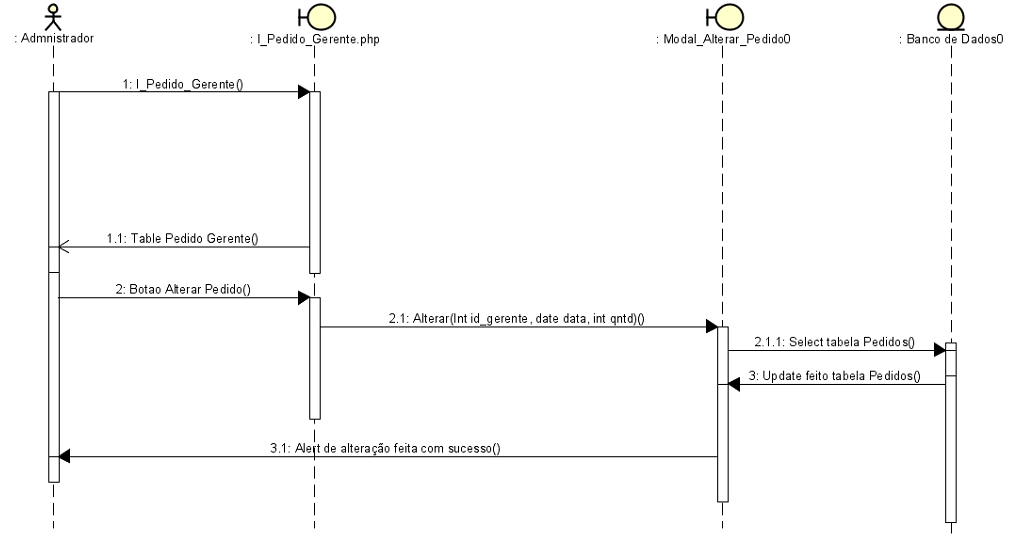 : Admnistrador
: I_Pedido_Gerente.php
: Modal_Alterar_Pedido0
: Banco de Dados0
1: I_Pedido_Gerente()
1.1: Table Pedido Gerente()
2: Botao Alterar Pedido()
2.1: Alterar(Int id_gerente, date data, int qntd)()
2.1.1: Select tabela Pedidos()
3: Update feito tabela Pedidos()
3.1: Alert de alteração feita com sucesso()